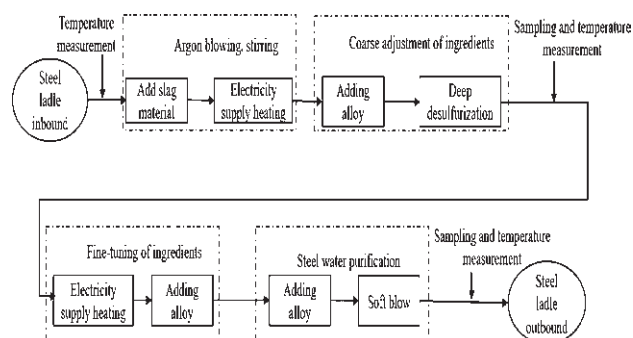 Temperature
measurement
Argon blowing, stirring
Coarse adjustment of ingredients
Sampling and temperature
measurement
Steel
ladle
inbound
Add slag
material
Electricity
supply heating
Adding
alloy
Deep
desulfurization
Fine-tuning of ingredients
Steel water purification
Sampling and temperature
measurement
Electricity
supply heating
Adding
alloy
Adding
alloy
Soft blow
Steel
ladle
outbound